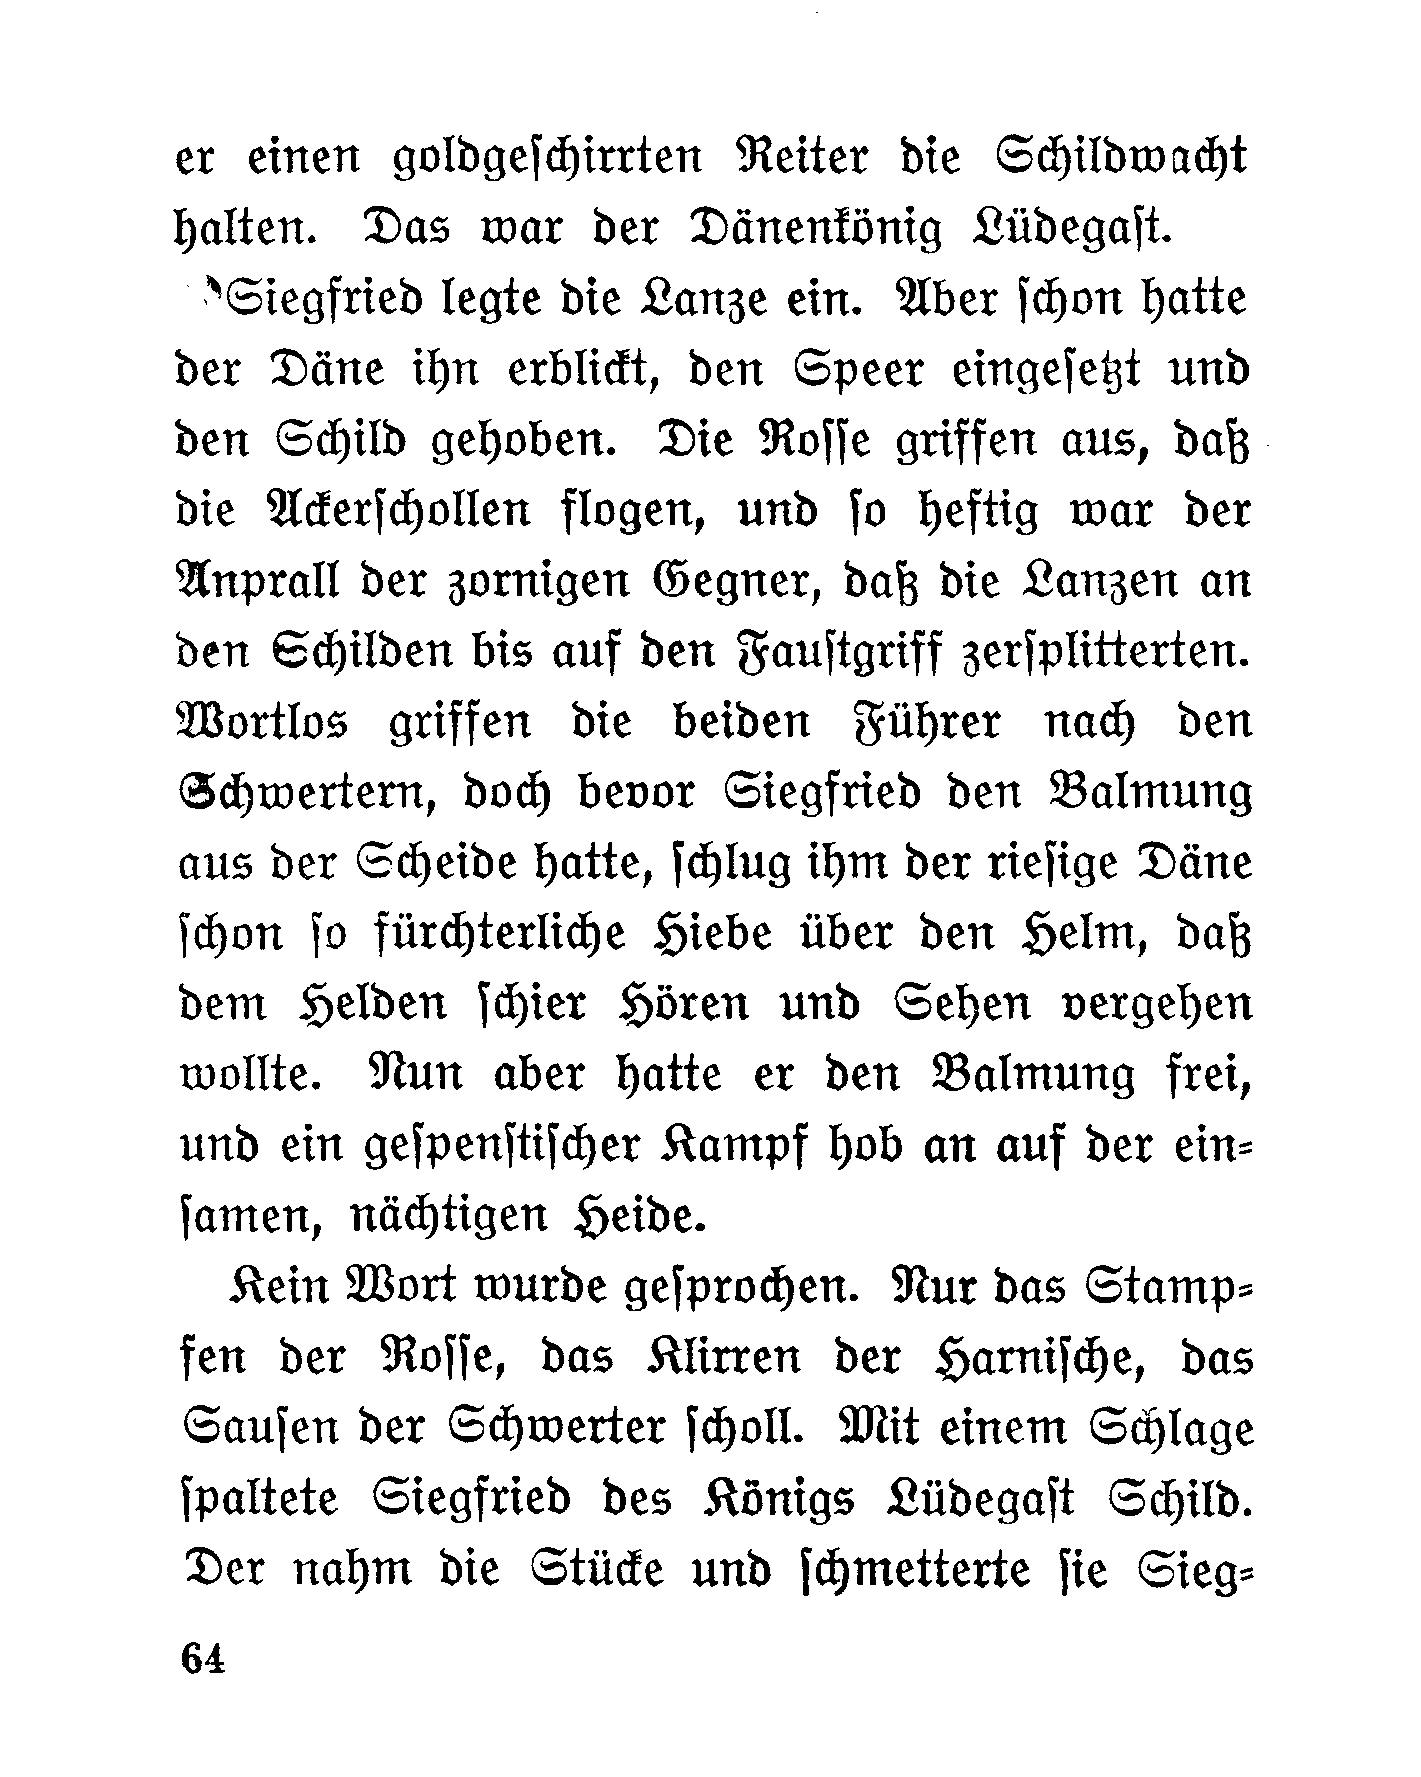 er einen goldgeſchirrten Reiter die Schildwacht
halten. Das war der Dänenkönig Lüdegaſt.
Siegfried legte die Lanze ein. Aber ſchon hatte
der Däne ihn erblickt, den Speer eingeſetzt und
den Schild gehoben. Die Roſſe griffen aus, daß
die Ackerſchollen flogen, und ſo heftig war der
Anprall der zornigen Gegner, daß die Lanzen an
den Schilden bis auf den Fauſtgriff zerſplitterten.
Wortlos griffen die beiden Führer nach den
Schwertern, doch bevor Siegfried den Balmung
aus der Scheide hatte, ſchlug ihm der rieſige Däne
ſchon ſo fürchterliche Hiebe über den Helm, daß
dem Helden ſchier Hören und Sehen vergehen
wollte. Nun aber hatte er den Balmung frei,
und ein geſpenſtiſcher Kampf hob an auf der ein⸗
ſamen, nächtigen Heide.
Kein Wort wurde geſprochen. Nur das Stamp⸗
fen der Roſſe, das Klirren der Harniſche, das
Sauſen der Schwerter ſcholl. Mit einem Schlage
ſpaltete Siegfried des Königs Lüdegaſt Schild.
Der nahm die Stücke und ſchmetterte ſie Sieg⸗
64